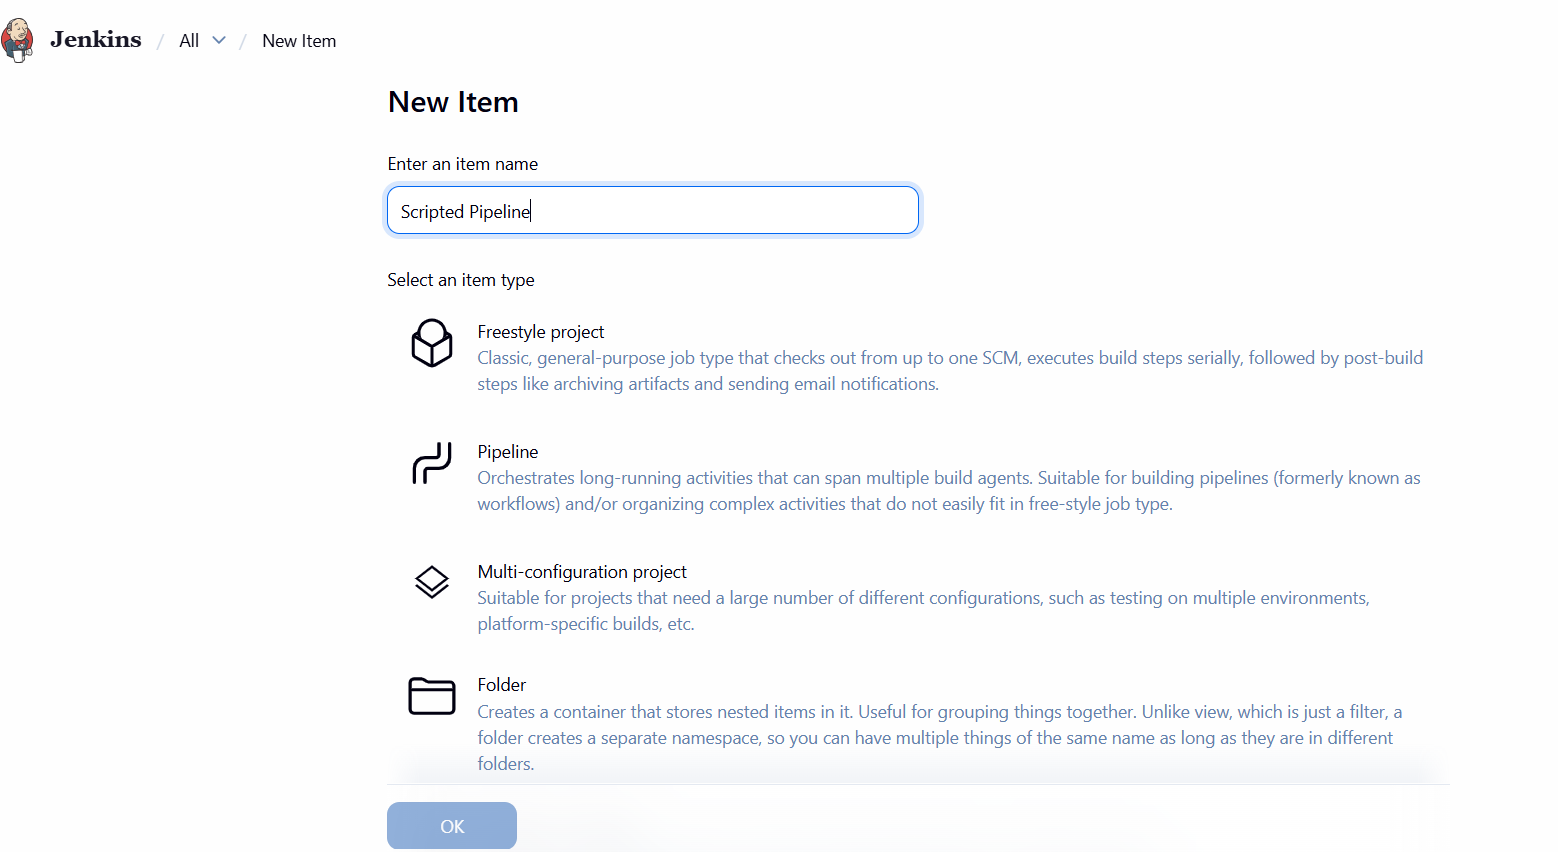 Jenkins / All / New Item
New Item
Enter an item name
Scripted Pipeline
Select an item type
Freestyle project
Classic, general-purpose job type that checks out from up to one SCM, executes build steps serially, followed by post-build
steps like archiving artifacts and sending email notifications.
Pipeline
Orchestrates long-running activities that can span multiple build agents. Suitable for building pipelines (formerly known as
workflows) and/or organizing complex activities that do not easily fit in free-style job type.
Multi-configuration project
Suitable for projects that need a large number of different configurations, such as testing on multiple environments,
platform-specific builds, etc.
Folder
Creates a container that stores nested items in it. Useful for grouping things together. Unlike view, which is just a filter, a
folder creates a separate namespace, so you can have multiple things of the same name as long as they are in different
folders.
OK